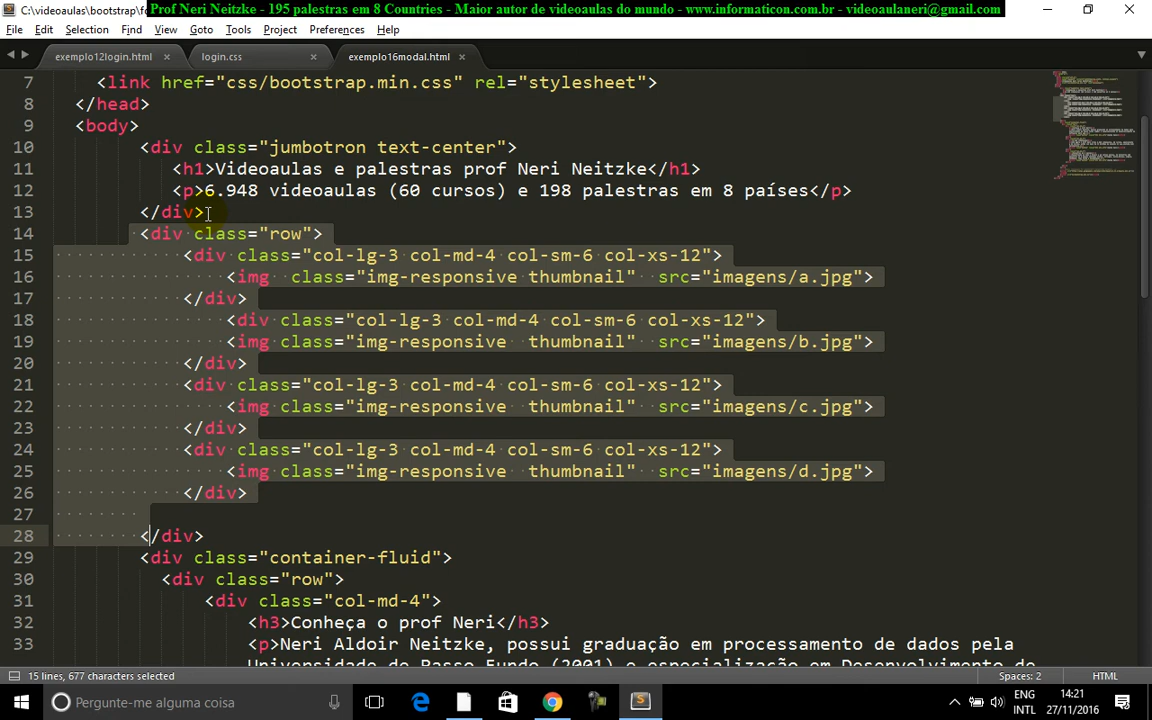 C:\videoaulas\bootstrap\fo
Prof Neri Neitzke - 195 palestras em 8 Countries - Maior autor de videoaulas do mundo - www.informaticon.com.br - videoaulaneri@gmail.com
File Edit Selection Find View Goto Tools Project Preferences Help
exemplo12login.html × login.css × exemplo16modal.html ×
7 <link href="css/bootstrap.min.css" rel="stylesheet">
8 </head>
9 <body>
10 <div class="jumbotron text-center">
11 <h1>Videoaulas e palestras prof Neri Neitzke</h1>
12 <p>6.948 videoaulas (60 cursos) e 198 palestras em 8 países</p>
13 </div>
14 <div class="row">
15 <div class="col-lg-3 col-md-4 col-sm-6 col-xs-12">
16 <img class="img-responsive thumbnail" src="imagens/a.jpg">
17 </div>
18 <div class="col-lg-3 col-md-4 col-sm-6 col-xs-12">
19 <img class="img-responsive thumbnail" src="imagens/b.jpg">
20 </div>
21 <div class="col-lg-3 col-md-4 col-sm-6 col-xs-12">
22 <img class="img-responsive thumbnail" src="imagens/c.jpg">
23 </div>
24 <div class="col-lg-3 col-md-4 col-sm-6 col-xs-12">
25 <img class="img-responsive thumbnail" src="imagens/d.jpg">
26 </div>
27
28 </div>
29 <div class="container-fluid">
30 <div class="row">
31 <div class="col-md-4">
32 <h3>Conheça o prof Neri</h3>
33 <p>Neri Aldoir Neitzke, possui graduação em processamento de dados pela
Universidade de Passo Fundo (2001) e especialização em Desenvolvimento de
15 lines, 677 characters selected Spaces: 2 HTML
Pergunte-me alguma coisa
ENG 14:21
INTL 27/11/2016